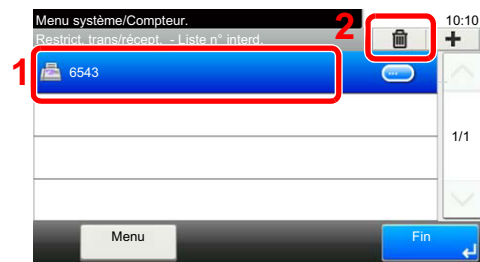 Menu système/Compteur.
10:10
Restrict. trans/récept. - Liste n° interd.
2
+
1
6543
1/1
Menu
Fin